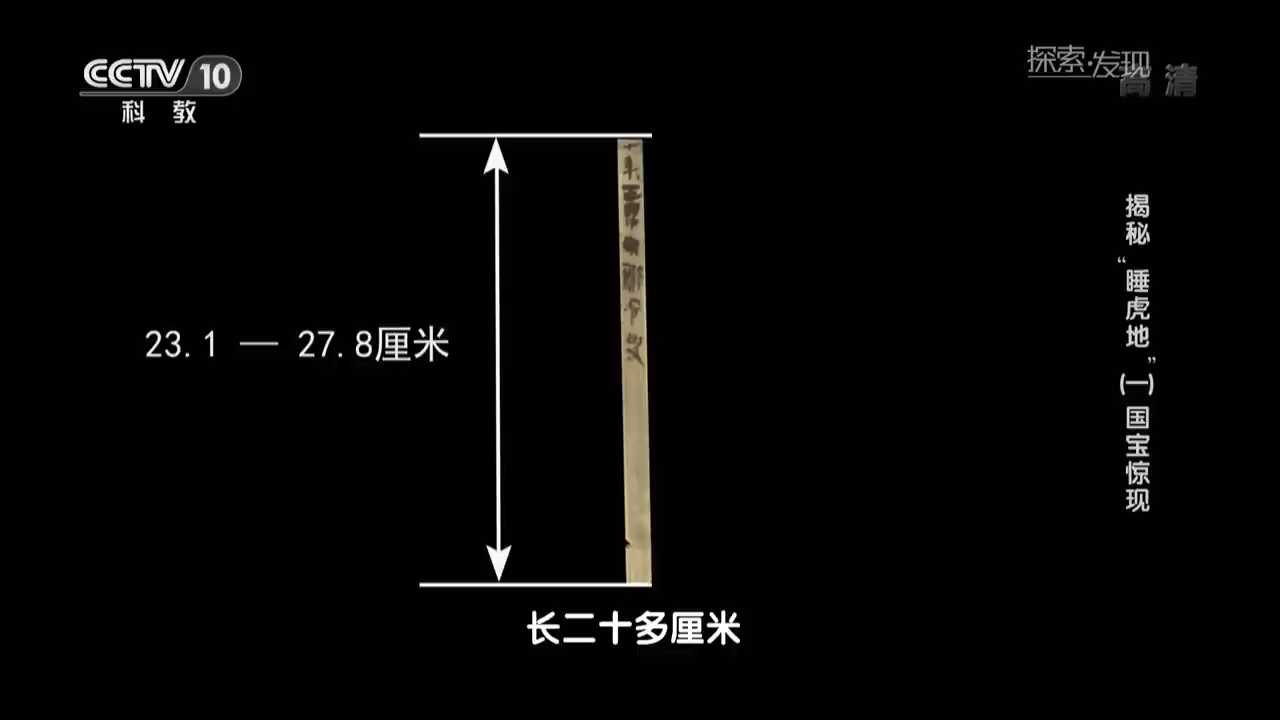 CCTV 10
科教
探索·发现
高清
揭秘“睡虎地”(一)国宝惊现
23.1 — 27.8厘米
长二十多厘米